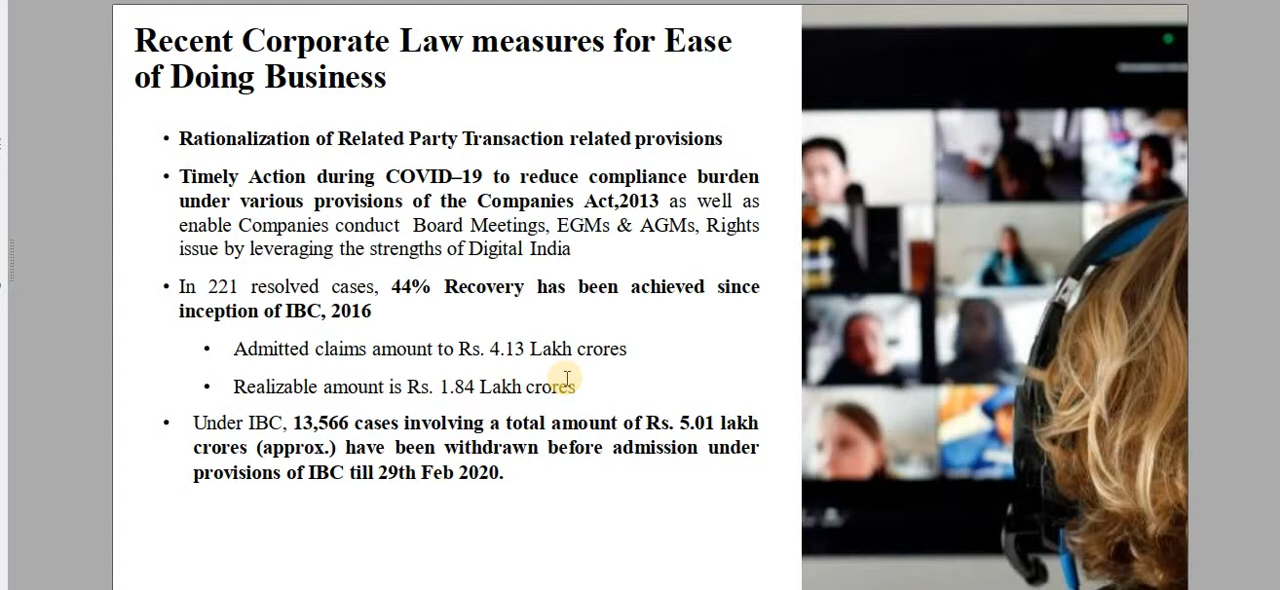 Recent Corporate Law measures for Ease
of Doing Business
• Rationalization of Related Party Transaction related provisions
• Timely Action during COVID–19 to reduce compliance burden
under various provisions of the Companies Act,2013 as well as
enable Companies conduct Board Meetings, EGMs & AGMs, Rights
issue by leveraging the strengths of Digital India
• In 221 resolved cases, 44% Recovery has been achieved since
inception of IBC, 2016
• Admitted claims amount to Rs. 4.13 Lakh crores
• Realizable amount is Rs. 1.84 Lakh crores
• Under IBC, 13,566 cases involving a total amount of Rs. 5.01 lakh
crores (approx.) have been withdrawn before admission under
provisions of IBC till 29th Feb 2020.